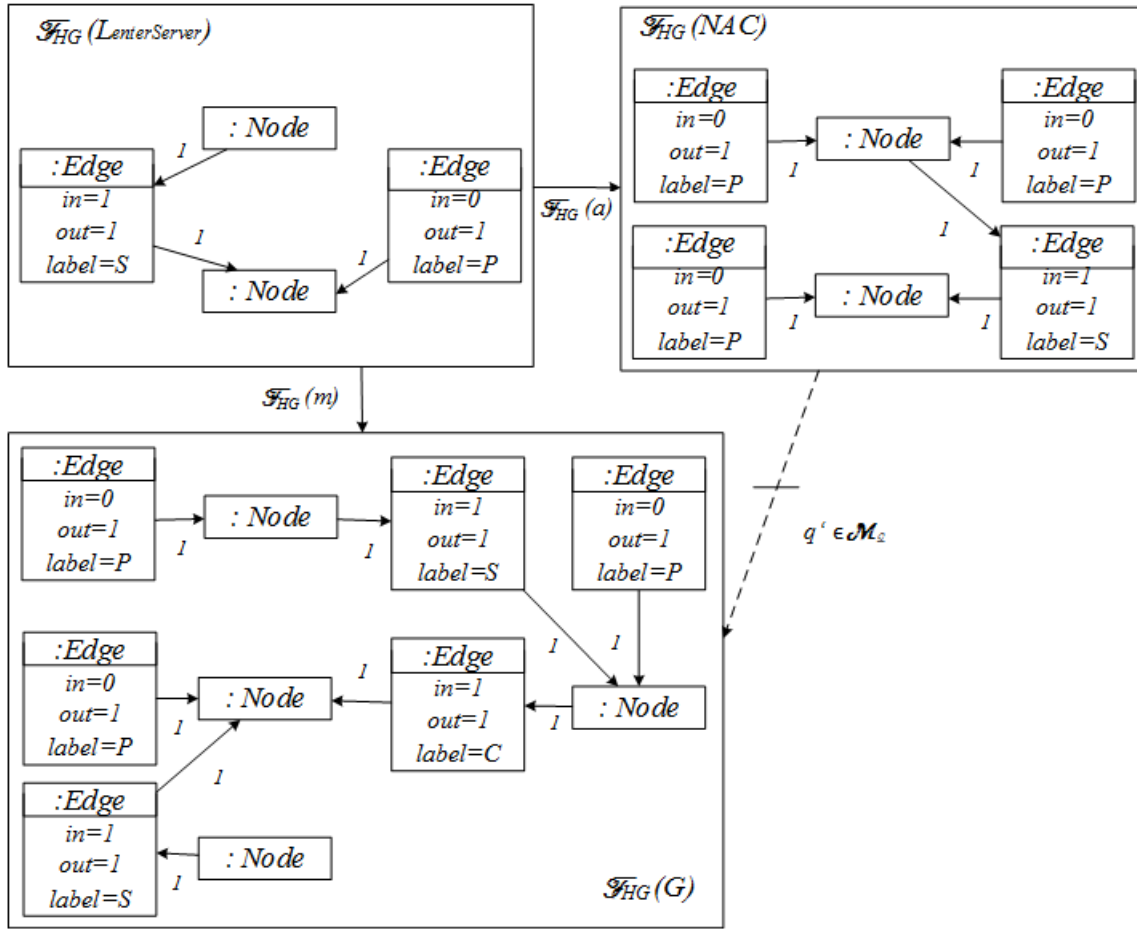 ℱHG (LenterServer)
: Node
1
:Edge
in=1
out=1
label=S
1
: Node
:Edge
in=0
out=1
label=P
1
ℱHG (a)
ℱHG (NAC)
:Edge
in=0
out=1
label=P
1
: Node
1
:Edge
in=0
out=1
label=P
1
:Edge
in=0
out=1
label=P
1
: Node
1
:Edge
in=1
out=1
label=S
ℱHG (m)
q ‘ ∈ ℳ₂
:Edge
in=0
out=1
label=P
1
: Node
1
:Edge
in=1
out=1
label=S
1
:Edge
in=0
out=1
label=P
1
:Edge
in=0
out=1
label=P
1
: Node
1
:Edge
in=1
out=1
label=C
1
: Node
1
:Edge
in=1
out=1
label=S
1
: Node
ℱHG (G)